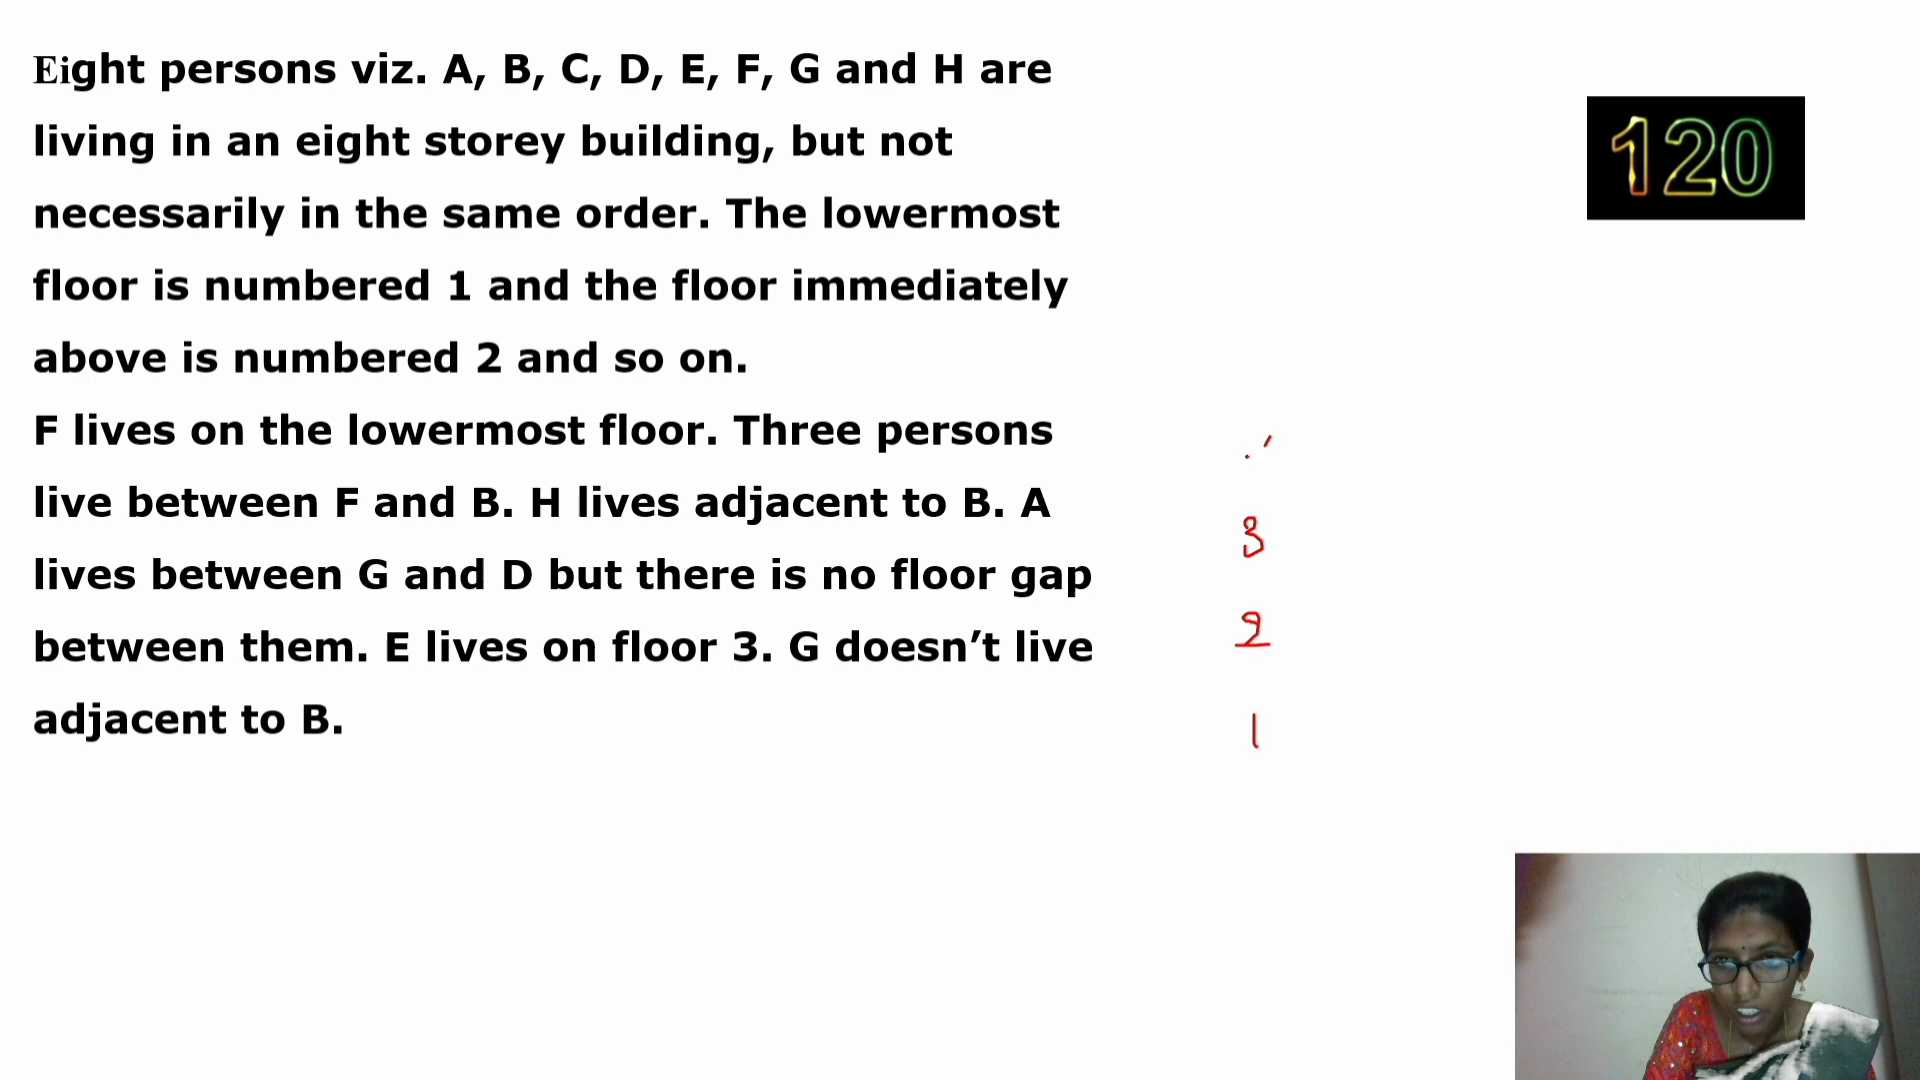 Eight persons viz. A, B, C, D, E, F, G and H are
living in an eight storey building, but not
necessarily in the same order. The lowermost
floor is numbered 1 and the floor immediately
above is numbered 2 and so on.
F lives on the lowermost floor. Three persons
live between F and B. H lives adjacent to B. A
lives between G and D but there is no floor gap
between them. E lives on floor 3. G doesn’t live
adjacent to B.
120
3
2
1